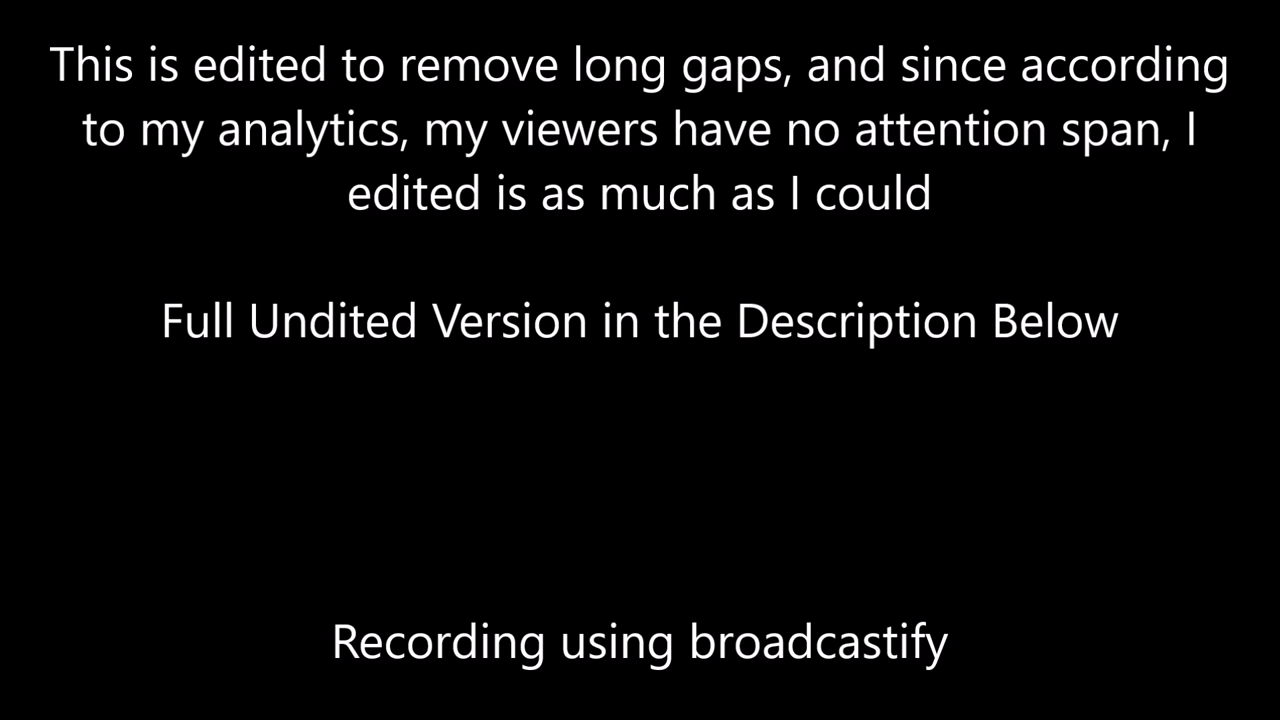 This is edited to remove long gaps, and since according
to my analytics, my viewers have no attention span, I
edited is as much as I could
Full Undited Version in the Description Below
Recording using broadcastify